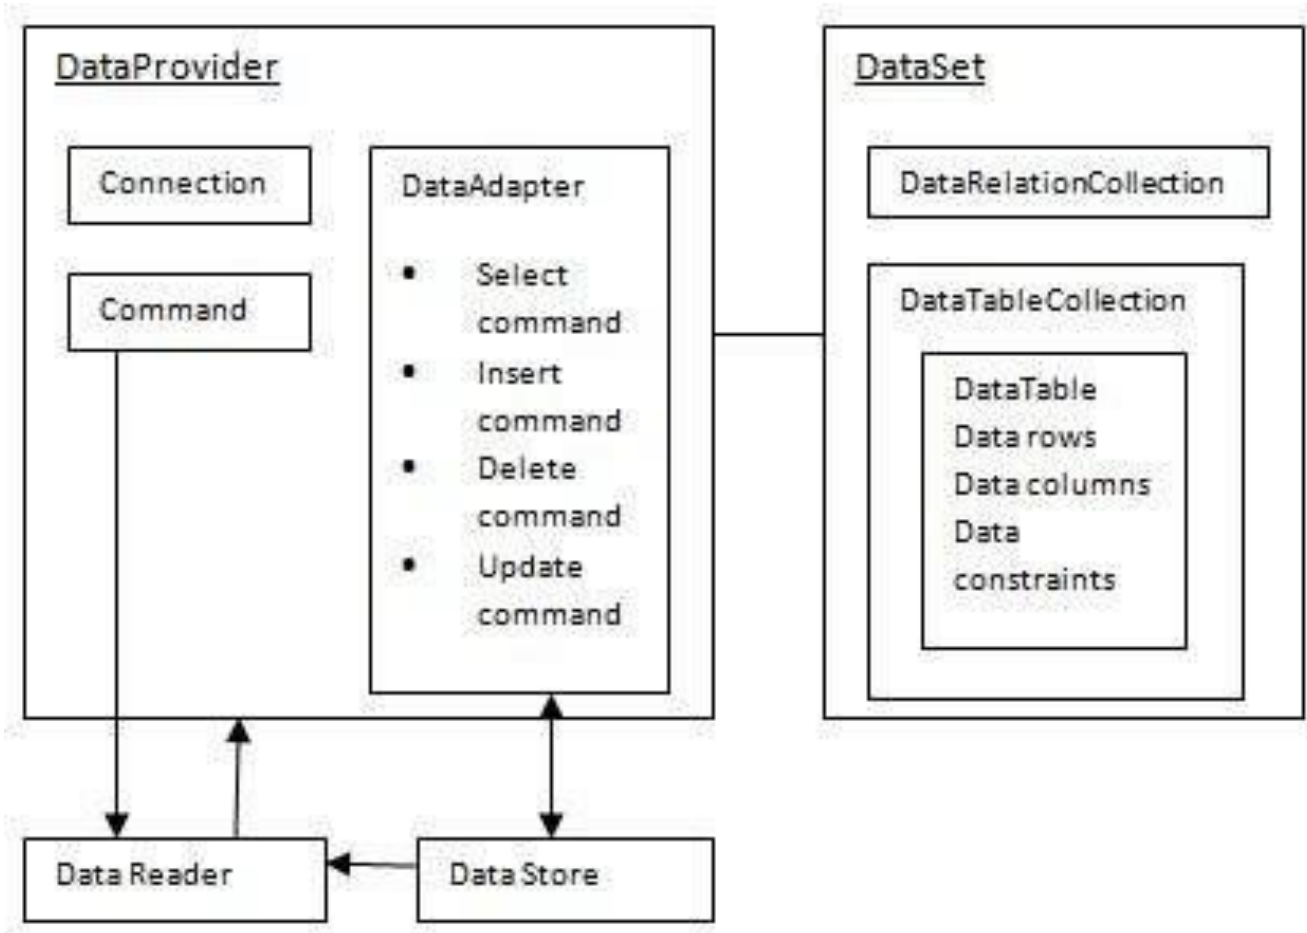 DataProvider
Connection
Command
DataAdapter
• Select
command
• Insert
command
• Delete
command
• Update
command
DataSet
DataRelationCollection
DataTableCollection
DataTable
Data rows
Data columns
Data
constraints
Data Reader
Data Store